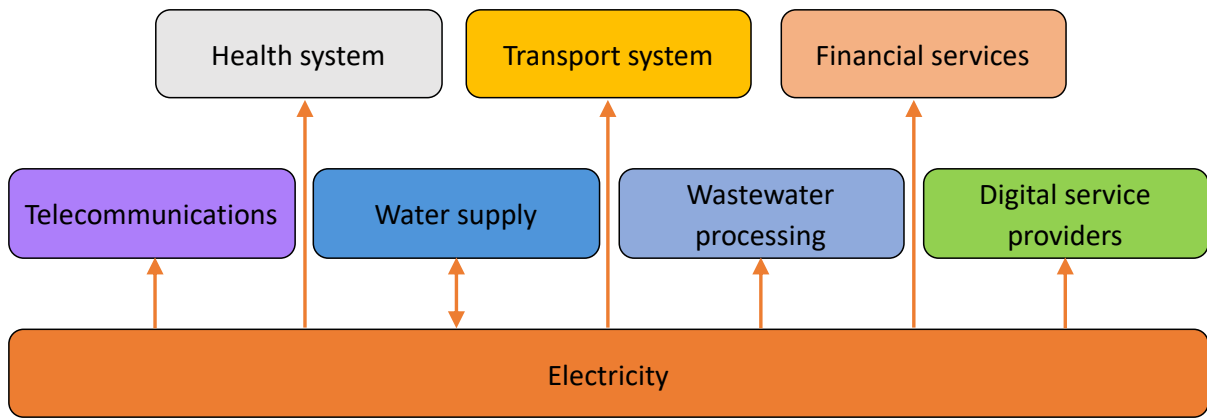 Health system
Transport system
Financial services
Telecommunications
Water supply
Wastewater
processing
Digital service
providers
Electricity